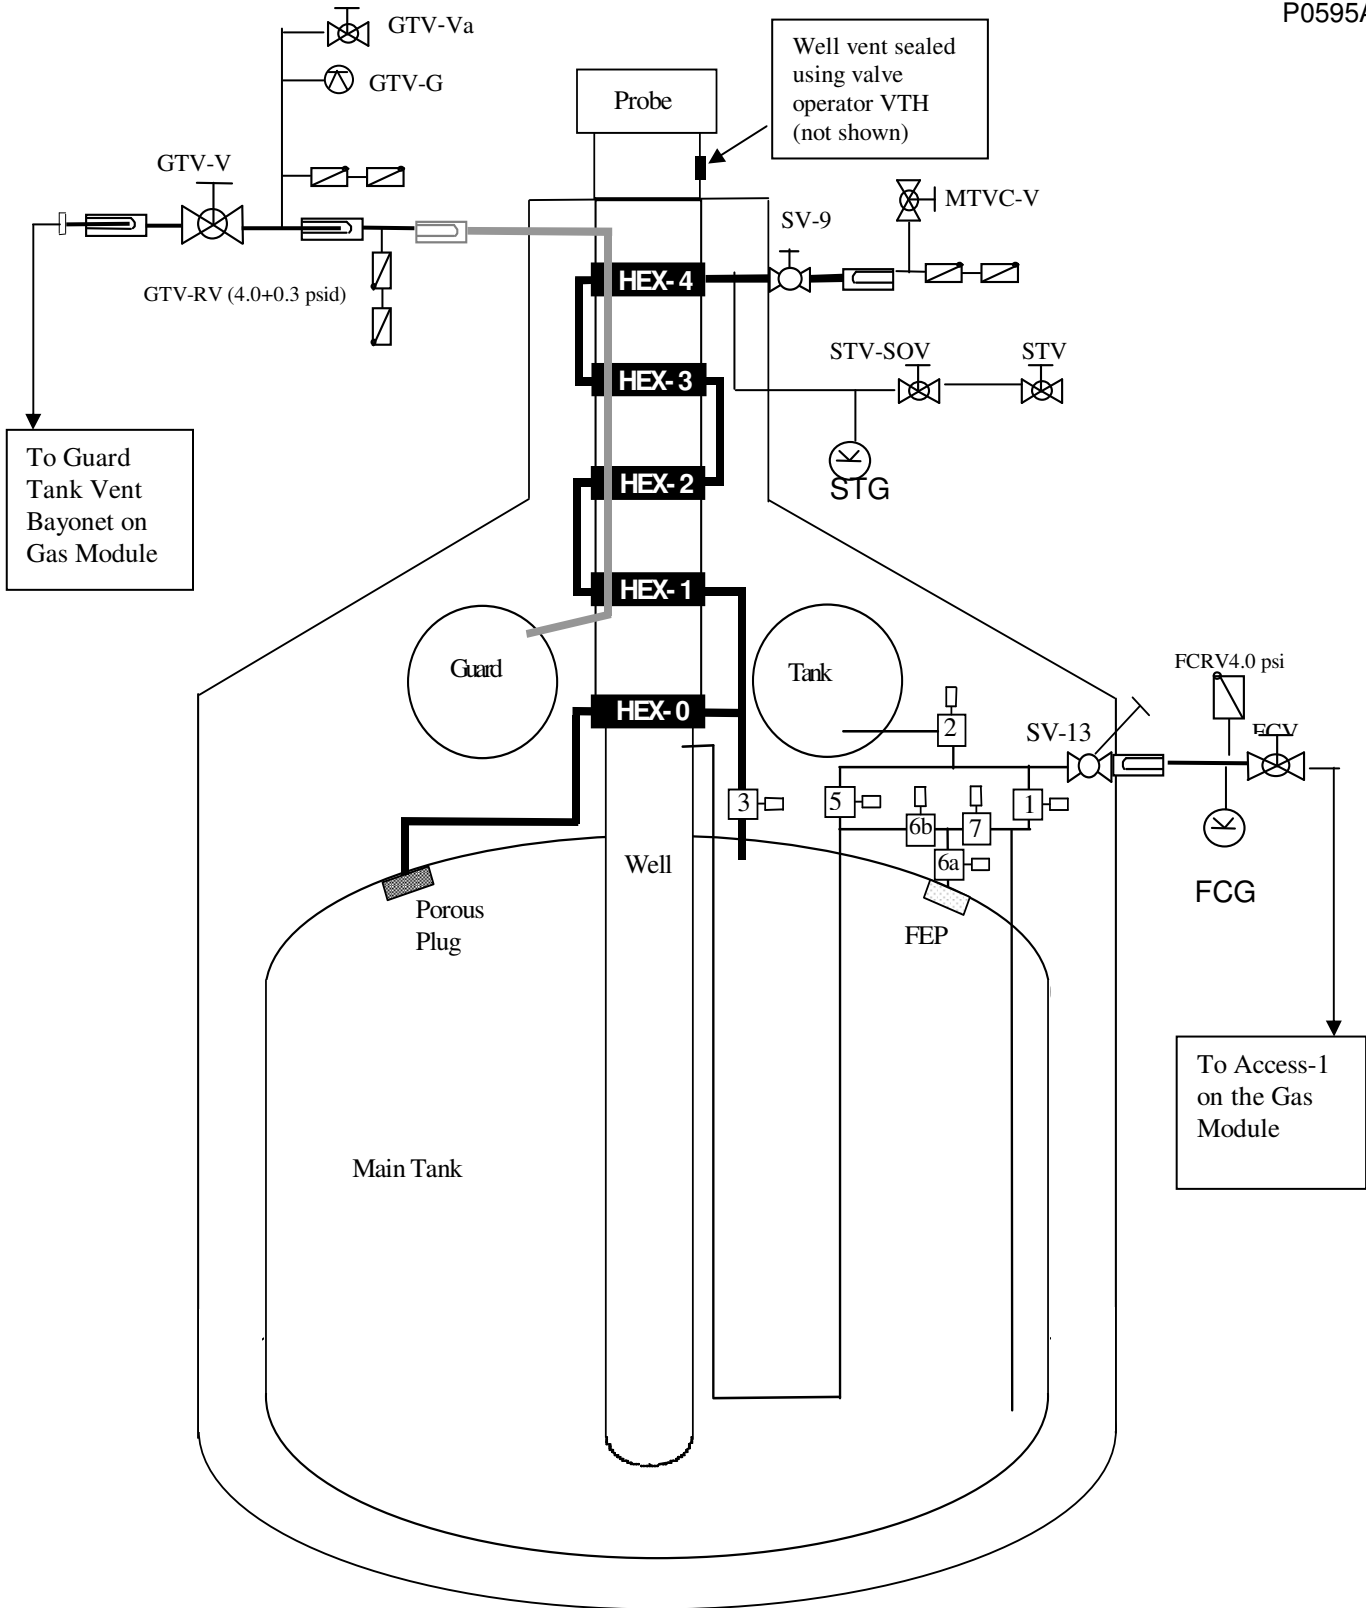 P0595A
GTV-Va
GTV-G
GTV-V
GTV-RV (4.0+0.3 psid)
To Guard
Tank Vent
Bayonet on
Gas Module
Probe
Well vent sealed
using valve
operator VTH
(not shown)
MTVC-V
SV-9
HEX-4
HEX-3
HEX-2
HEX-1
HEX-0
STV-SOV
STV
STG
Guard
Tank
FCRV4.0 psi
SV-13
FCV
FCG
2
3
5
1
6b
7
6a
Well
Porous
Plug
FEP
Main Tank
To Access-1
on the Gas
Module